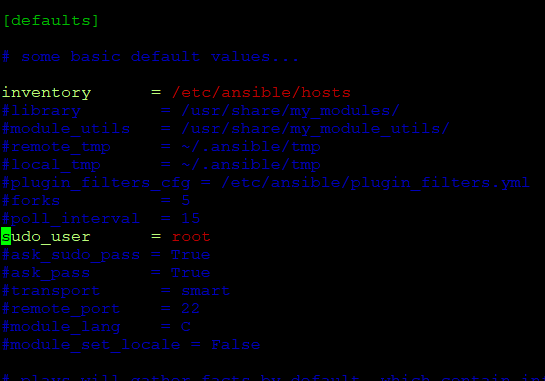 [defaults]
# some basic default values...
inventory      = /etc/ansible/hosts
#library        = /usr/share/my_modules/
#module_utils   = /usr/share/my_module_utils/
#remote_tmp     = ~/.ansible/tmp
#local_tmp      = ~/.ansible/tmp
#plugin_filters_cfg = /etc/ansible/plugin_filters.yml
#forks          = 5
#poll_interval  = 15
sudo_user      = root
#ask_sudo_pass = True
#ask_pass      = True
#transport      = smart
#remote_port    = 22
#module_lang    = C
#module_set_locale = False
# plays will gather facts by default, which contain